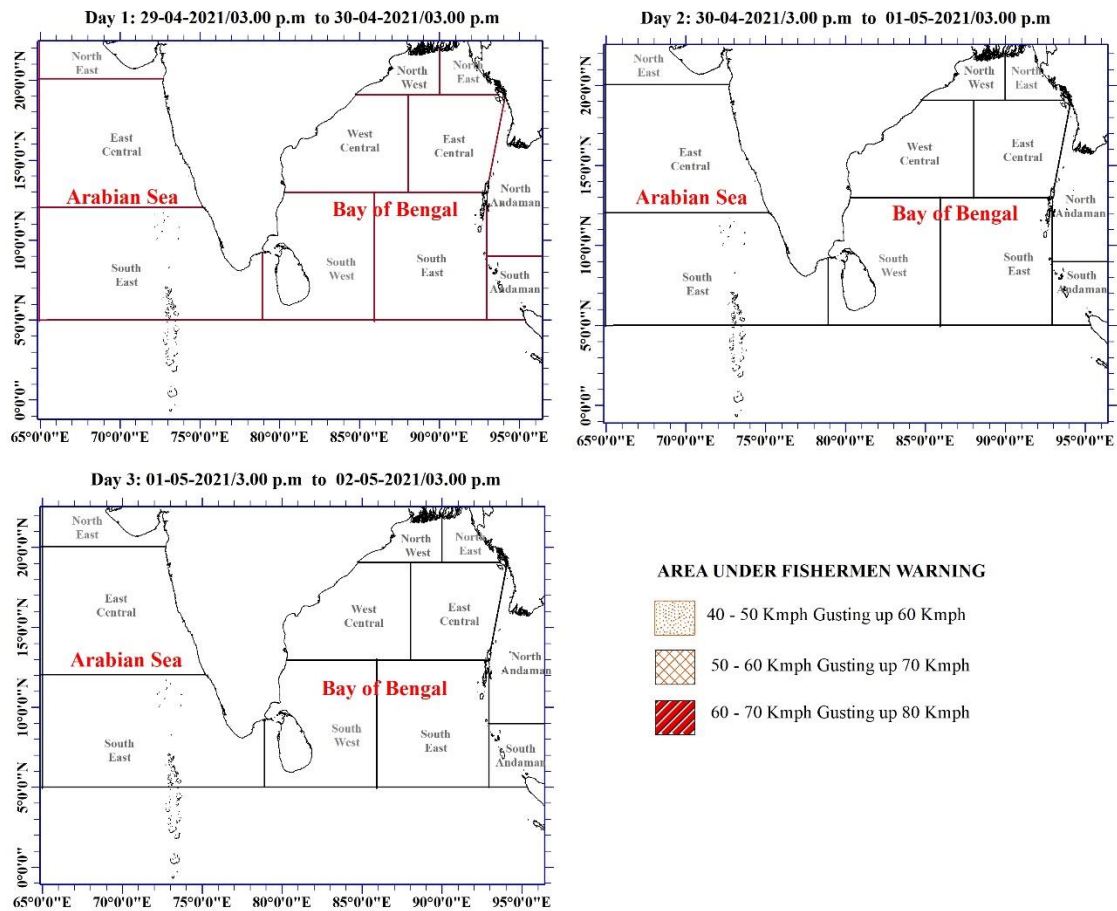 Day 1: 29-04-2021/03.00 p.m to 30-04-2021/03.00 p.m
North
East
North
West
North
East
East
Central
West
Central
East
Central
Arabian Sea
Bay of Bengal
North
Andaman
South
East
South
West
South
East
South
Andaman
20°0'0"N
15°0'0"N
10°0'0"N
5°0'0"N
0°0'0"
65°0'0"E 70°0'0"E 75°0'0"E 80°0'0"E 85°0'0"E 90°0'0"E 95°0'0"E
Day 2: 30-04-2021/03.00 p.m to 01-05-2021/03.00 p.m
North
East
North
West
North
East
East
Central
West
Central
East
Central
Arabian Sea
Bay of Bengal
North
Andaman
South
East
South
West
South
East
South
Andaman
20°0'0"N
15°0'0"N
10°0'0"N
5°0'0"N
0°0'0"
65°0'0"E 70°0'0"E 75°0'0"E 80°0'0"E 85°0'0"E 90°0'0"E 95°0'0"E
Day 3: 01-05-2021/3.00 p.m to 02-05-2021/03.00 p.m
North
East
North
West
North
East
East
Central
West
Central
East
Central
Arabian Sea
Bay of Bengal
North
Andaman
South
East
South
West
South
East
South
Andaman
20°0'0"N
15°0'0"N
10°0'0"N
5°0'0"N
0°0'0"
65°0'0"E 70°0'0"E 75°0'0"E 80°0'0"E 85°0'0"E 90°0'0"E 95°0'0"E
AREA UNDER FISHERMEN WARNING
40 - 50 Kmph Gusting up 60 Kmph
50 - 60 Kmph Gusting up 70 Kmph
60 - 70 Kmph Gusting up 80 Kmph